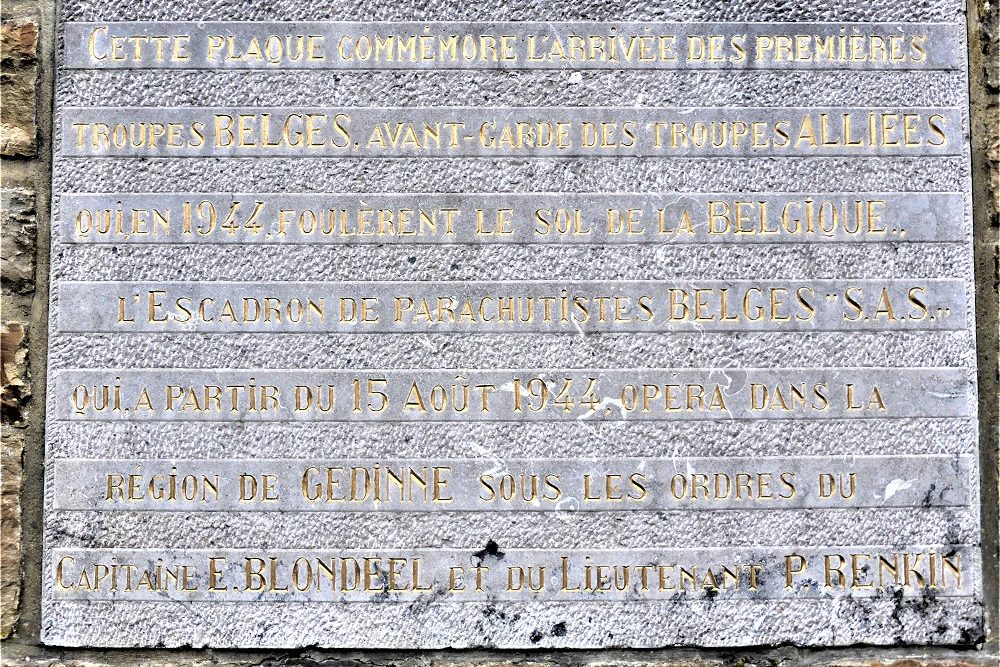 CETTE PLAQUE COMMÉMORE L'ARRIVÉE DES PREMIÈRES
TROUPES BELGES, AVANT-GARDE DES TROUPES ALLIÉES
QUI, EN 1944, FOULÈRENT LE SOL DE LA BELGIQUE..
L'ESCADRON DE PARACHUTISTES BELGES "S.A.S.."
QUI, A PARTIR DU 15 AOÛT 1944, OPÉRA DANS LA
RÉGION DE GEDINNE SOUS LES ORDRES DU
CAPITAINE E. BLONDEEL ET DU LIEUTENANT P. RENKIN